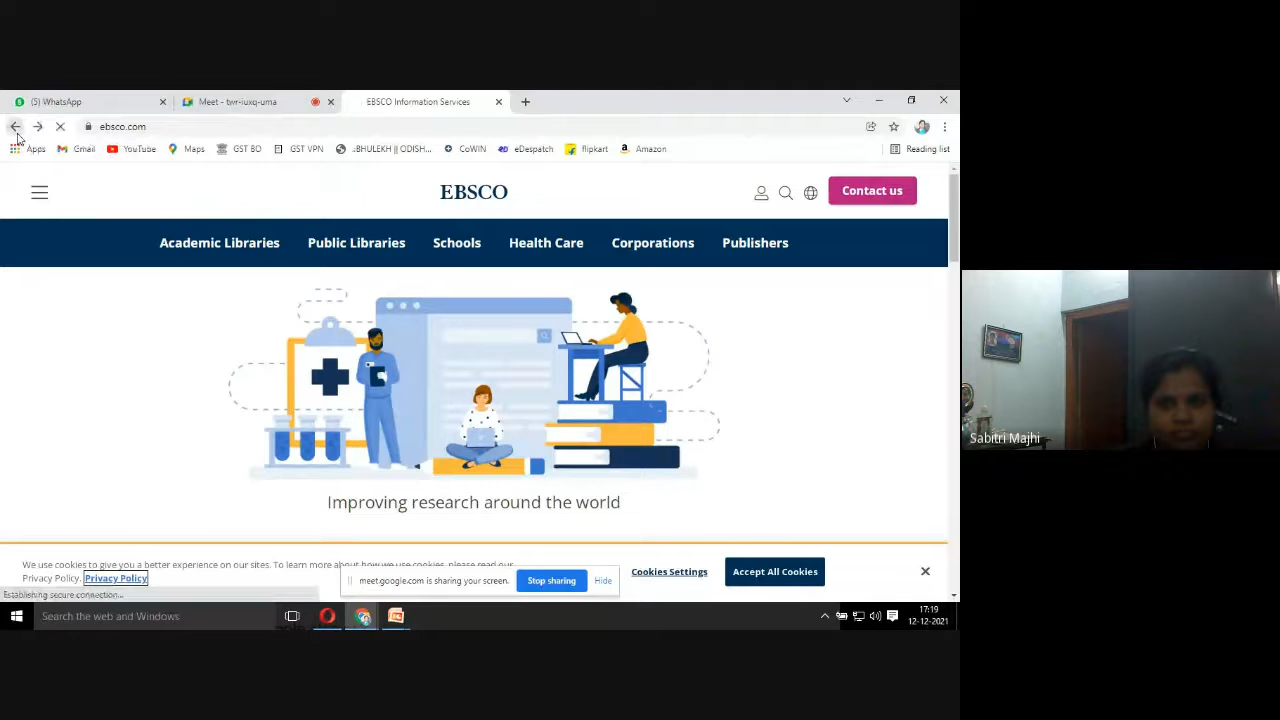 (5) WhatsApp
Meet - twr-iuxq-uma
EBSCO Information Services
ebsco.com
Apps
Gmail
YouTube
Maps
GST BO
GST VPN
:BHULEKH || ODISH...
CoWIN
eDespatch
flipkart
Amazon
Reading list
EBSCO
Contact us
Academic Libraries
Public Libraries
Schools
Health Care
Corporations
Publishers
Improving research around the world
We use cookies to give you a better experience on our sites. To learn more about how we use cookies, please read our
Privacy Policy. Privacy Policy
Cookies Settings
Accept All Cookies
meet.google.com is sharing your screen.
Stop sharing
Hide
Establishing secure connection...
Search the web and Windows
17:19
12-12-2021
Sabitri Majhi